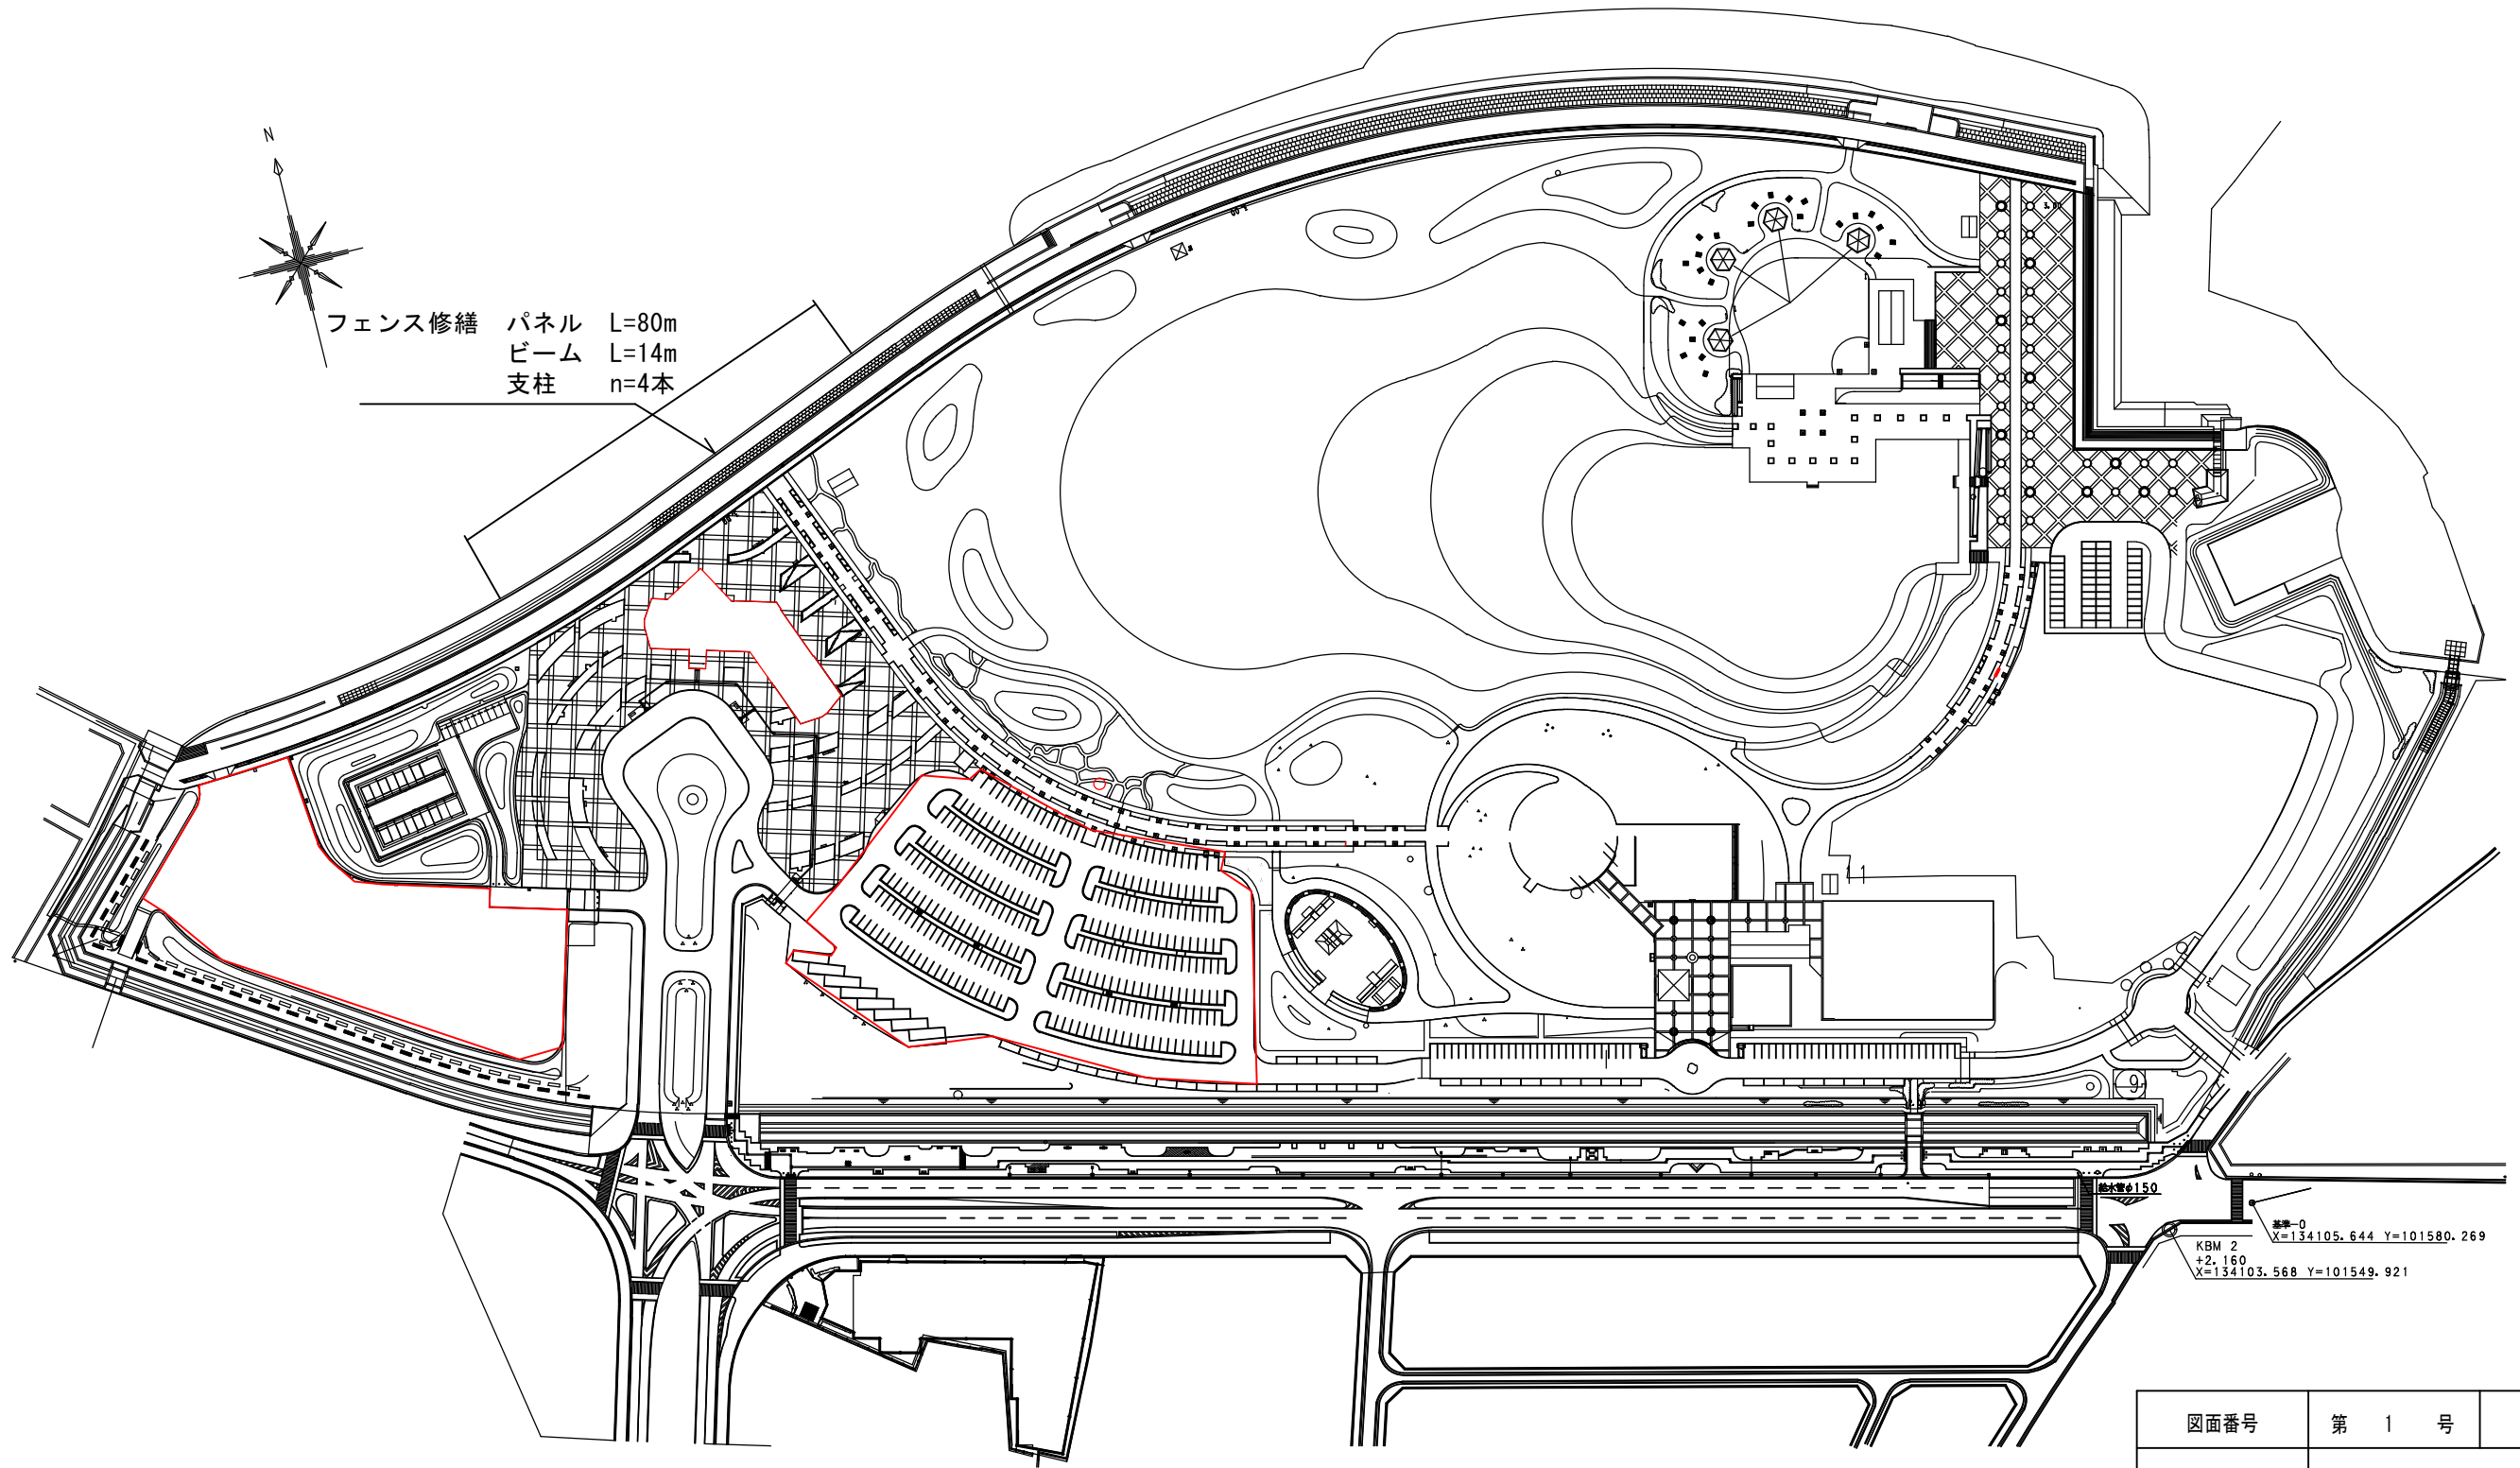 N
フェンス修繕 パネル L=80m
ビーム L=14m
支柱 n=4本
11
9
給水管φ150
基準-0
X=134105.644 Y=101580.269
KBM 2
+2.160
X=134103.568 Y=101549.921
図面番号 第 1 号